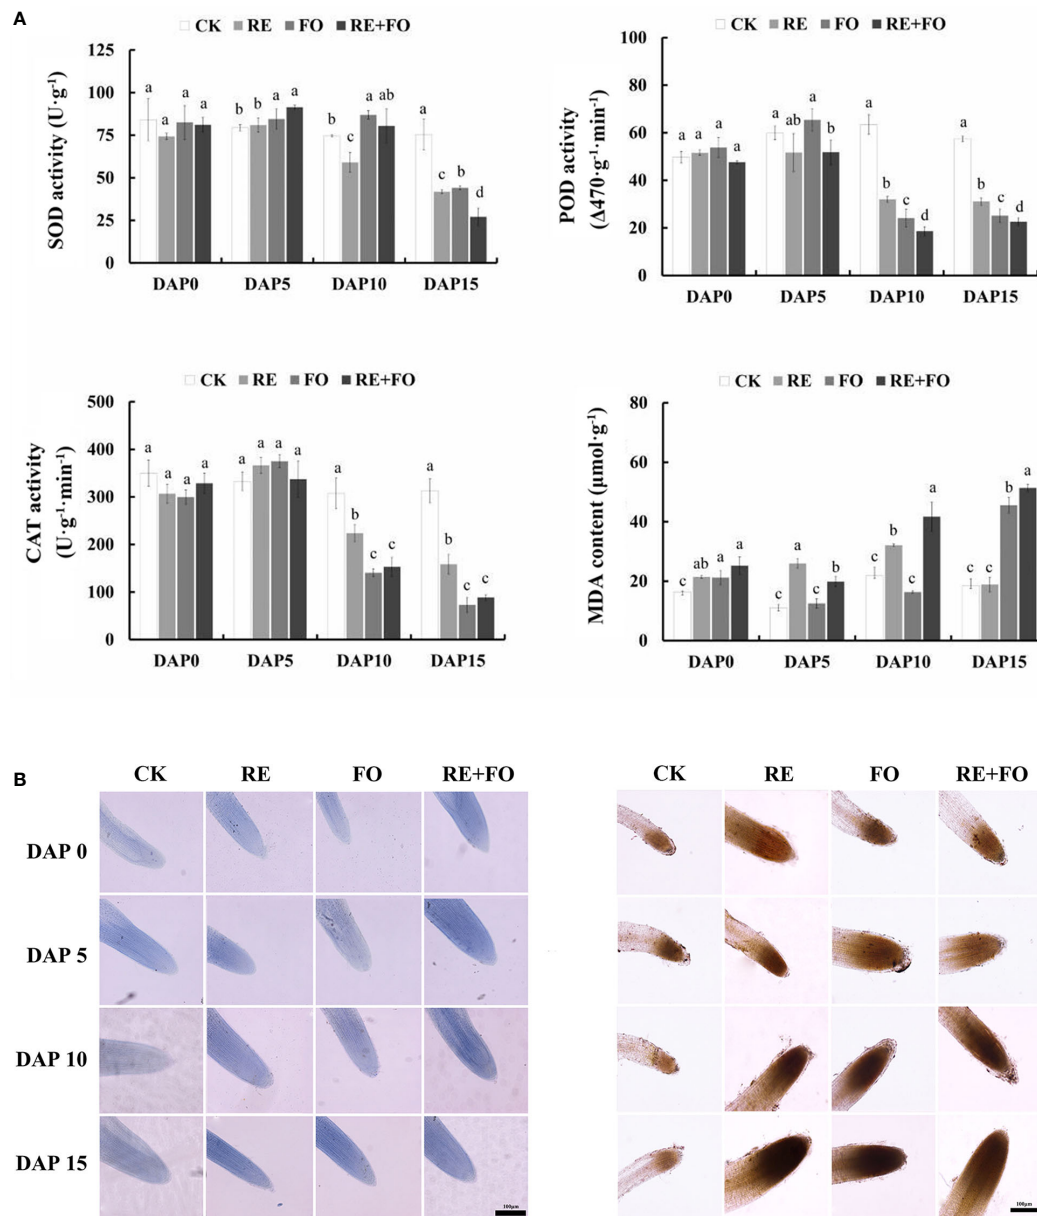 A
CK RE FO RE+FO
SOD activity (U·g-1)
125
100
75
50
25
0
a a a a
b b a a
b c a ab
a c b d
DAP0 DAP5 DAP10 DAP15
CK RE FO RE+FO
POD activity
(Δ470·g-1·min-1)
100
80
60
40
20
0
a a a a
a ab a b
a b c d
a b c d
DAP0 DAP5 DAP10 DAP15
CK RE FO RE+FO
CAT activity
(U·g-1·min-1)
500
400
300
200
100
0
a a a a
a a a a
a b c c
a b c c
DAP0 DAP5 DAP10 DAP15
CK RE FO RE+FO
MDA content (μmol·g-1)
80
60
40
20
0
c ab a a
c a c b
c b c a
c c b a
DAP0 DAP5 DAP10 DAP15
B
CK RE FO RE+FO
CK RE FO RE+FO
DAP 0
DAP 5
DAP 10
DAP 15
100μm
100μm